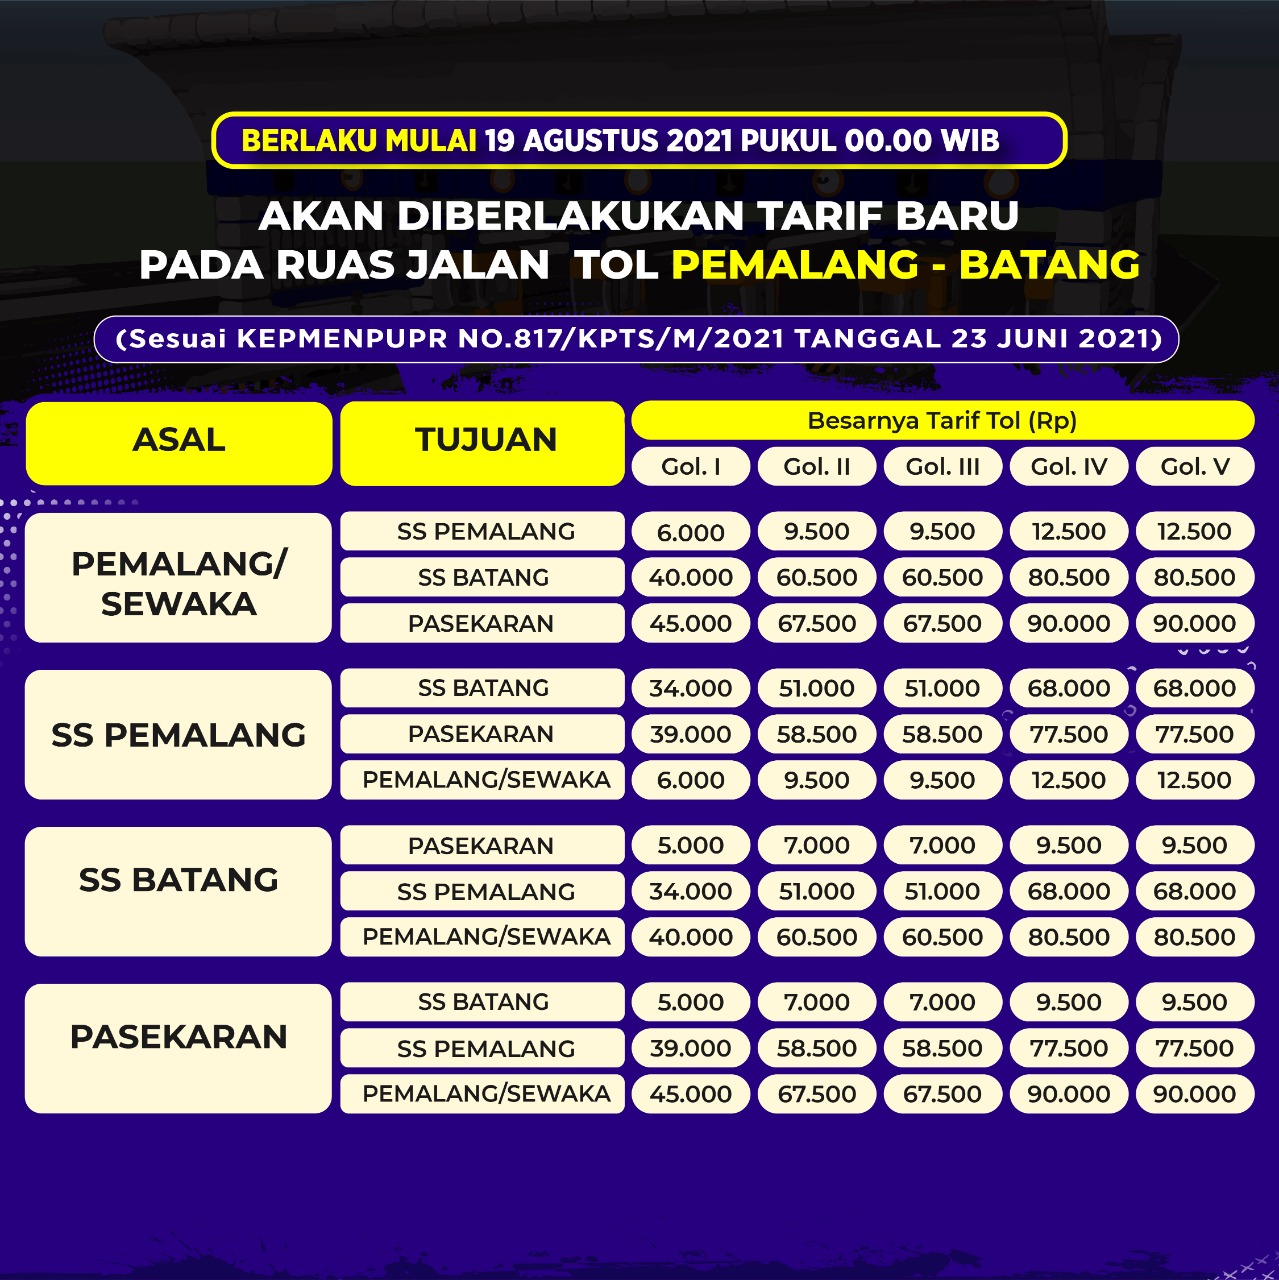 BERLAKU MULAI 19 AGUSTUS 2021 PUKUL 00.00 WIB
AKAN DIBERLAKUKAN TARIF BARU
PADA RUAS JALAN TOL PEMALANG - BATANG
(Sesuai KEPMENPUPR NO.817/KPTS/M/2021 TANGGAL 23 JUNI 2021)
ASAL TUJUAN Besarnya Tarif Tol (Rp)
Gol. I Gol. II Gol. III Gol. IV Gol. V
PEMALANG/
SEWAKA
SS PEMALANG 6.000 9.500 9.500 12.500 12.500
SS BATANG 40.000 60.500 60.500 80.500 80.500
PASEKARAN 45.000 67.500 67.500 90.000 90.000
SS PEMALANG
SS BATANG 34.000 51.000 51.000 68.000 68.000
PASEKARAN 39.000 58.500 58.500 77.500 77.500
PEMALANG/SEWAKA 6.000 9.500 9.500 12.500 12.500
SS BATANG
PASEKARAN 5.000 7.000 7.000 9.500 9.500
SS PEMALANG 34.000 51.000 51.000 68.000 68.000
PEMALANG/SEWAKA 40.000 60.500 60.500 80.500 80.500
PASEKARAN
SS BATANG 5.000 7.000 7.000 9.500 9.500
SS PEMALANG 39.000 58.500 58.500 77.500 77.500
PEMALANG/SEWAKA 45.000 67.500 67.500 90.000 90.000